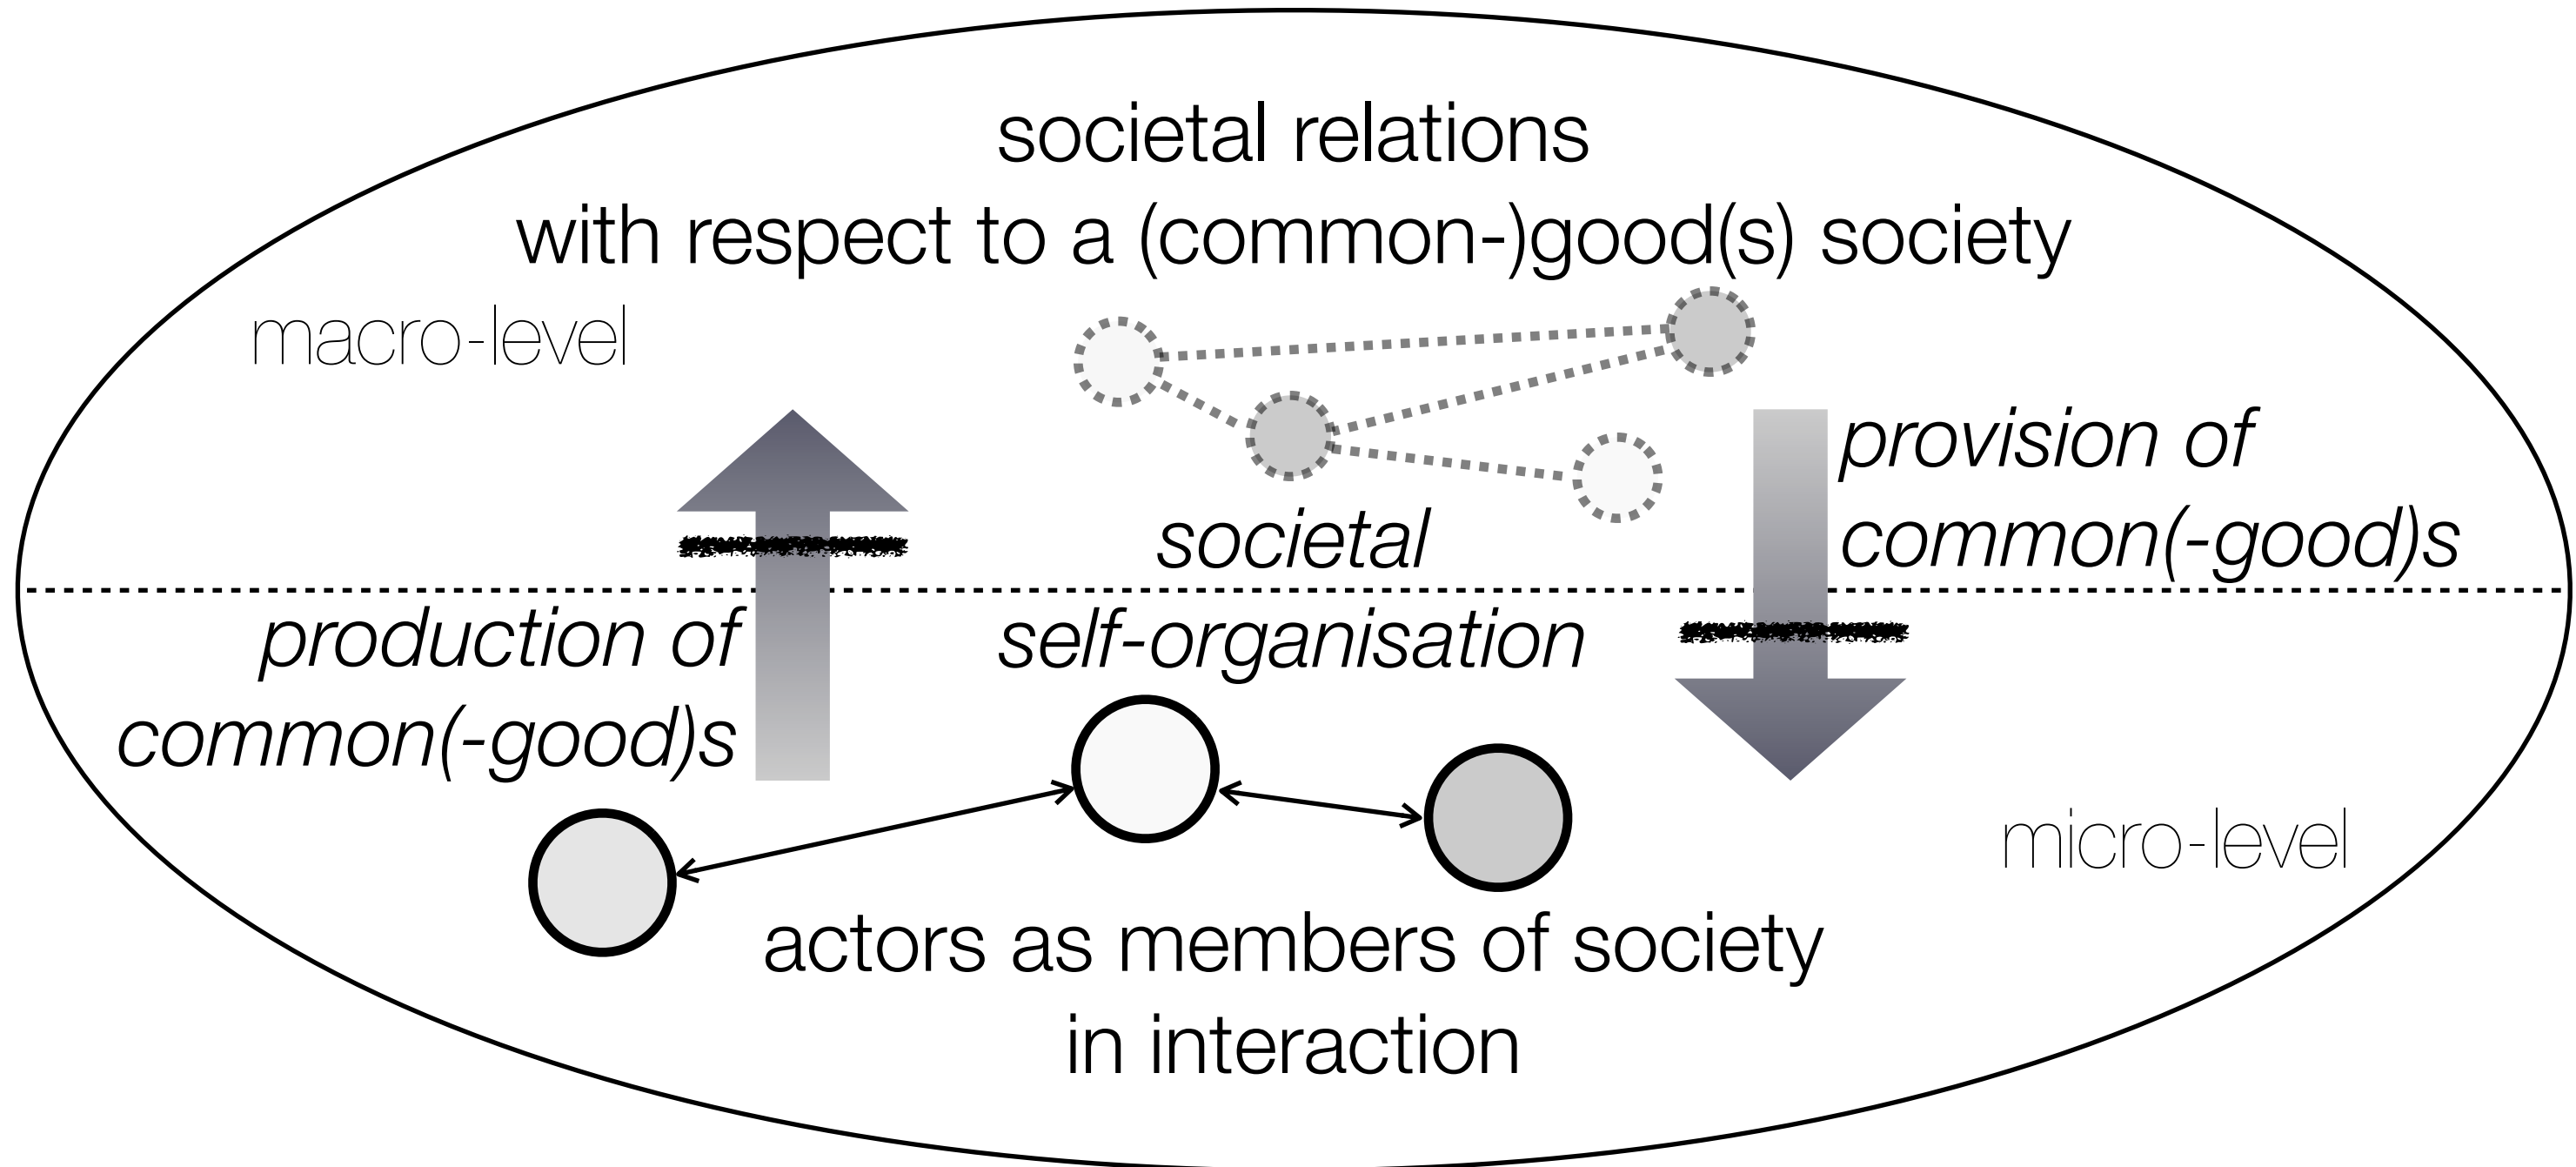 societal relations
with respect to a (common-)good(s) society
macro-level
provision of
common(-good)s
societal
self-organisation
production of
common(-good)s
micro-level
actors as members of society
in interaction